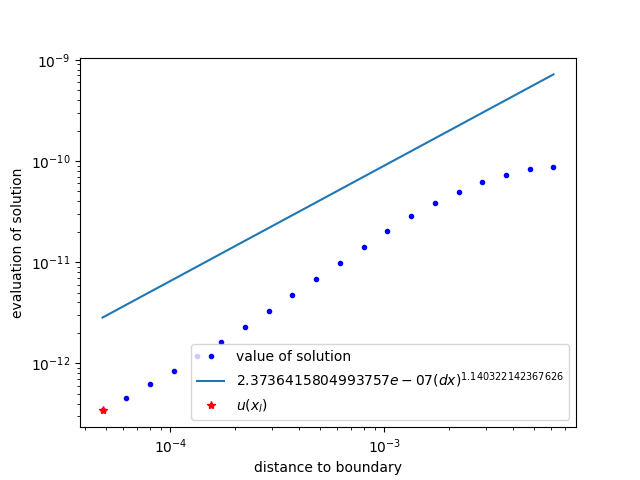 10⁻⁹
10⁻¹⁰
10⁻¹¹
10⁻¹²
evaluation of solution
value of solution
2.3736415804993757e − 07(dx)^1.140322142367626
u(x_l)
10⁻⁴
10⁻³
distance to boundary